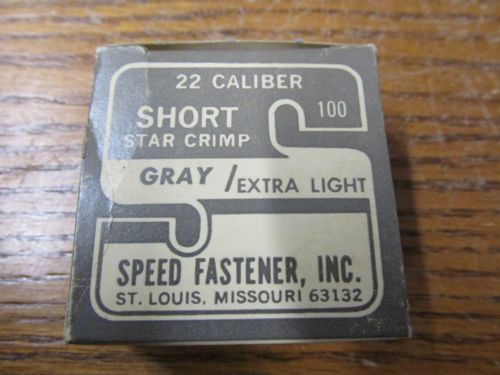 22 CALIBER
SHORT 100
STAR CRIMP
GRAY / EXTRA LIGHT
SPEED FASTENER, INC.
ST. LOUIS, MISSOURI 63132